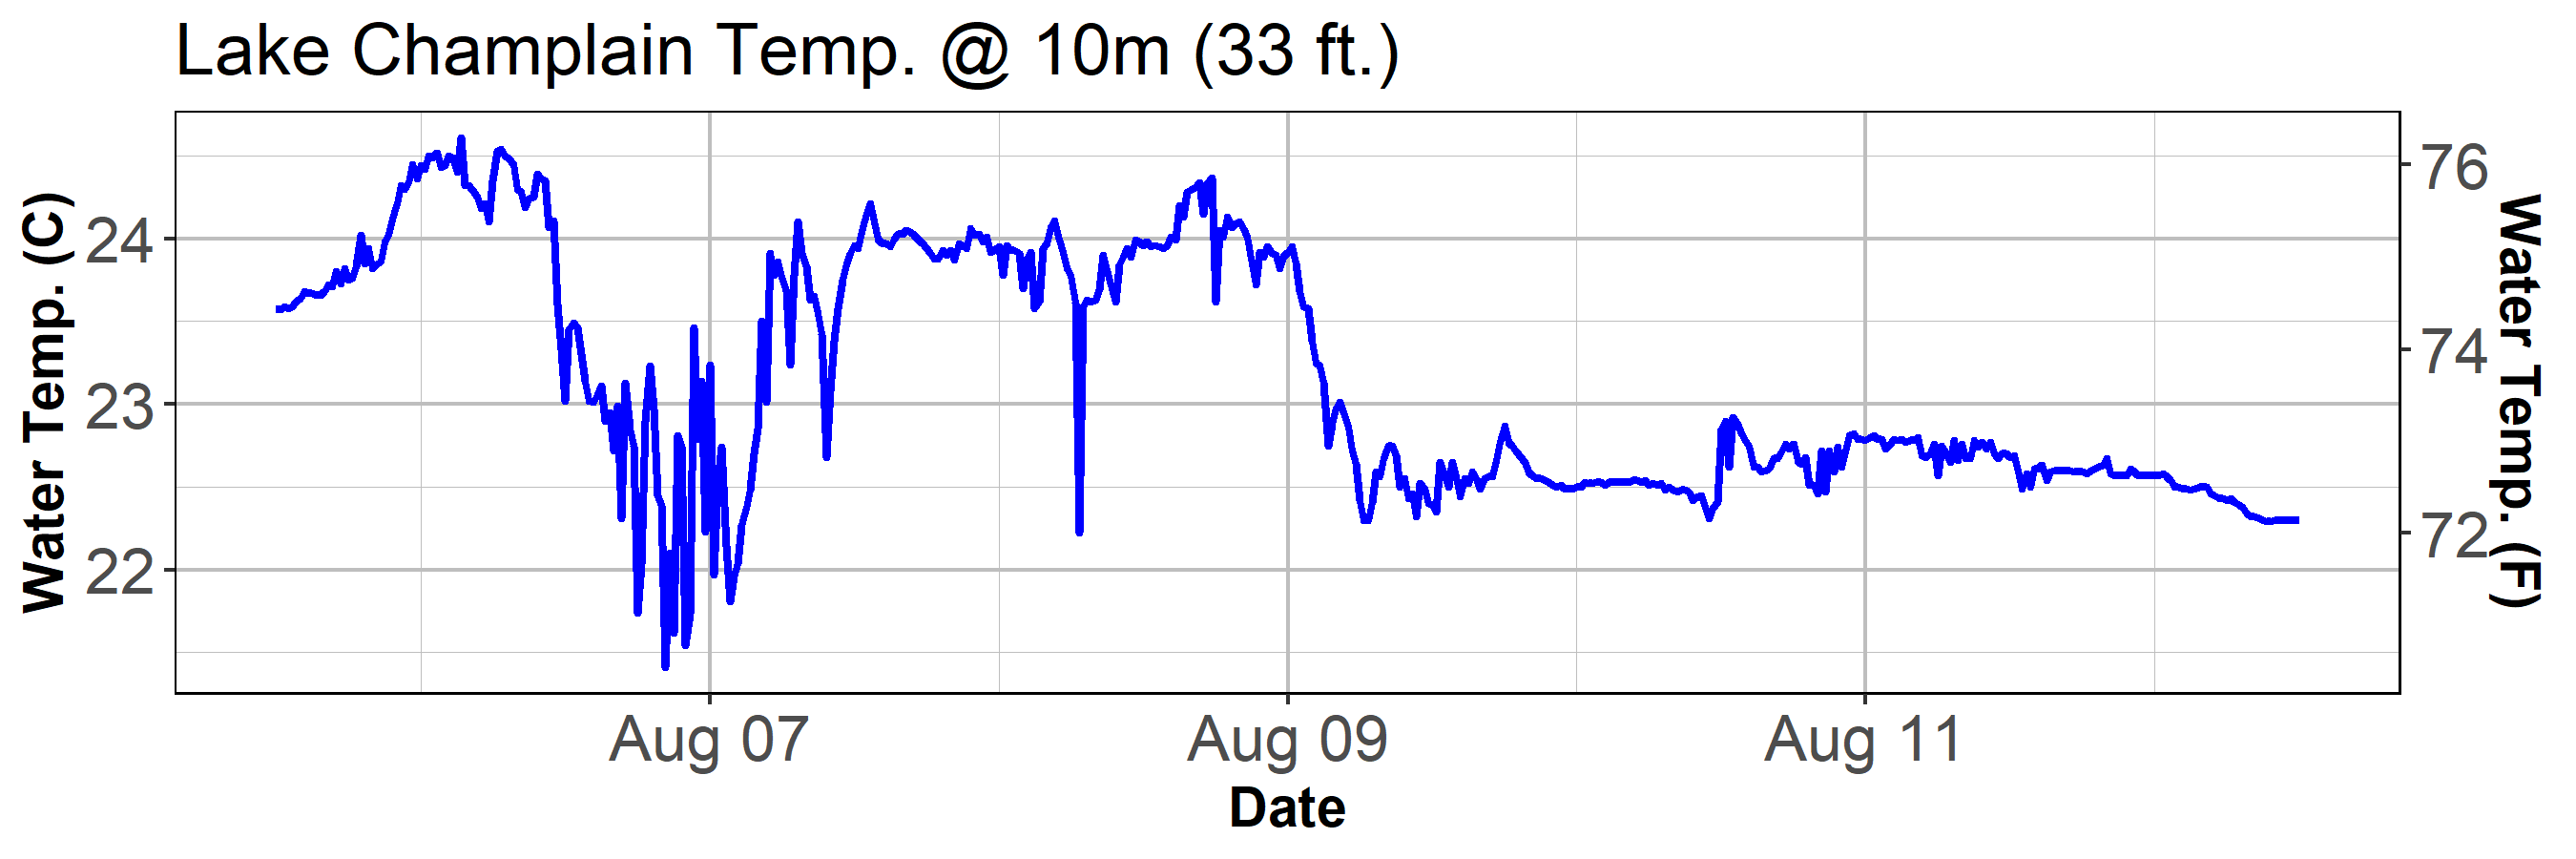 Lake Champlain Temp. @ 10m (33 ft.)
Water Temp. (C)
24
23
22
76
74
72
Water Temp. (F)
Aug 07
Aug 09
Aug 11
Date